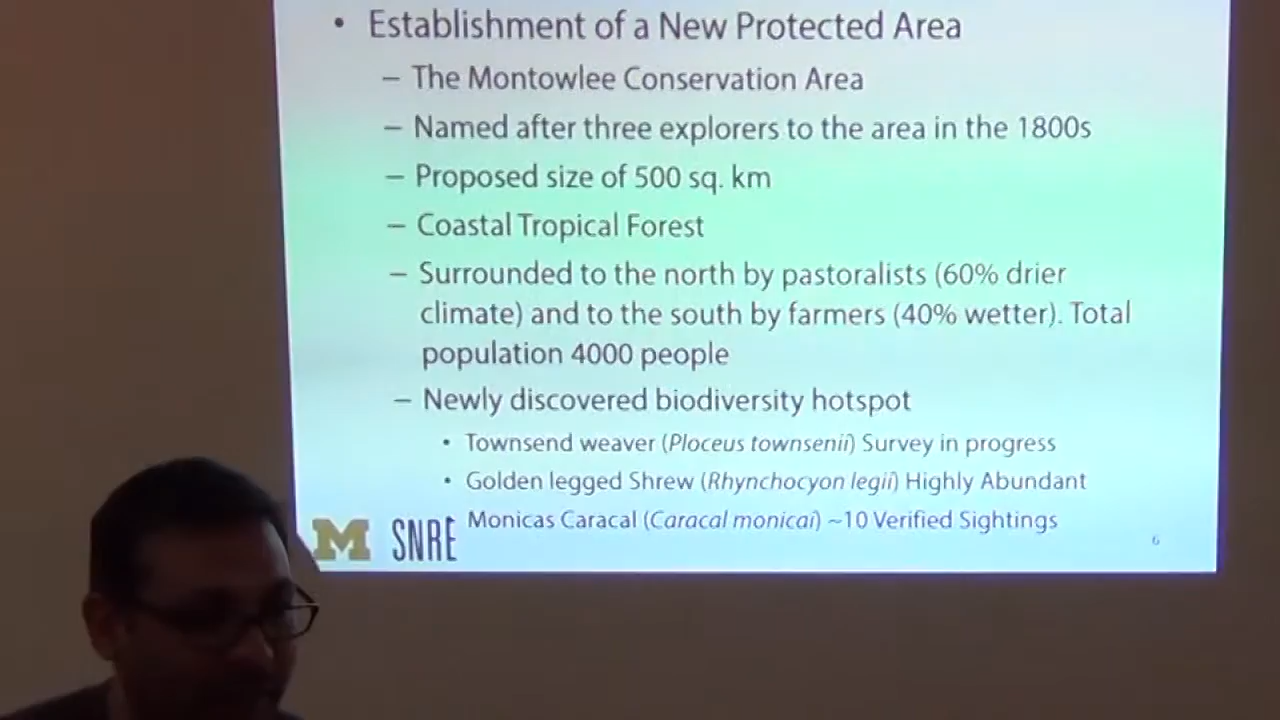 • Establishment of a New Protected Area
– The Montowlee Conservation Area
– Named after three explorers to the area in the 1800s
– Proposed size of 500 sq. km
– Coastal Tropical Forest
– Surrounded to the north by pastoralists (60% drier
climate) and to the south by farmers (40% wetter). Total
population 4000 people
– Newly discovered biodiversity hotspot
• Townsend weaver (Ploceus townsenii) Survey in progress
• Golden legged Shrew (Rhynchocyon legii) Highly Abundant
Monicas Caracal (Caracal monicai) ~10 Verified Sightings
M SNRE
6